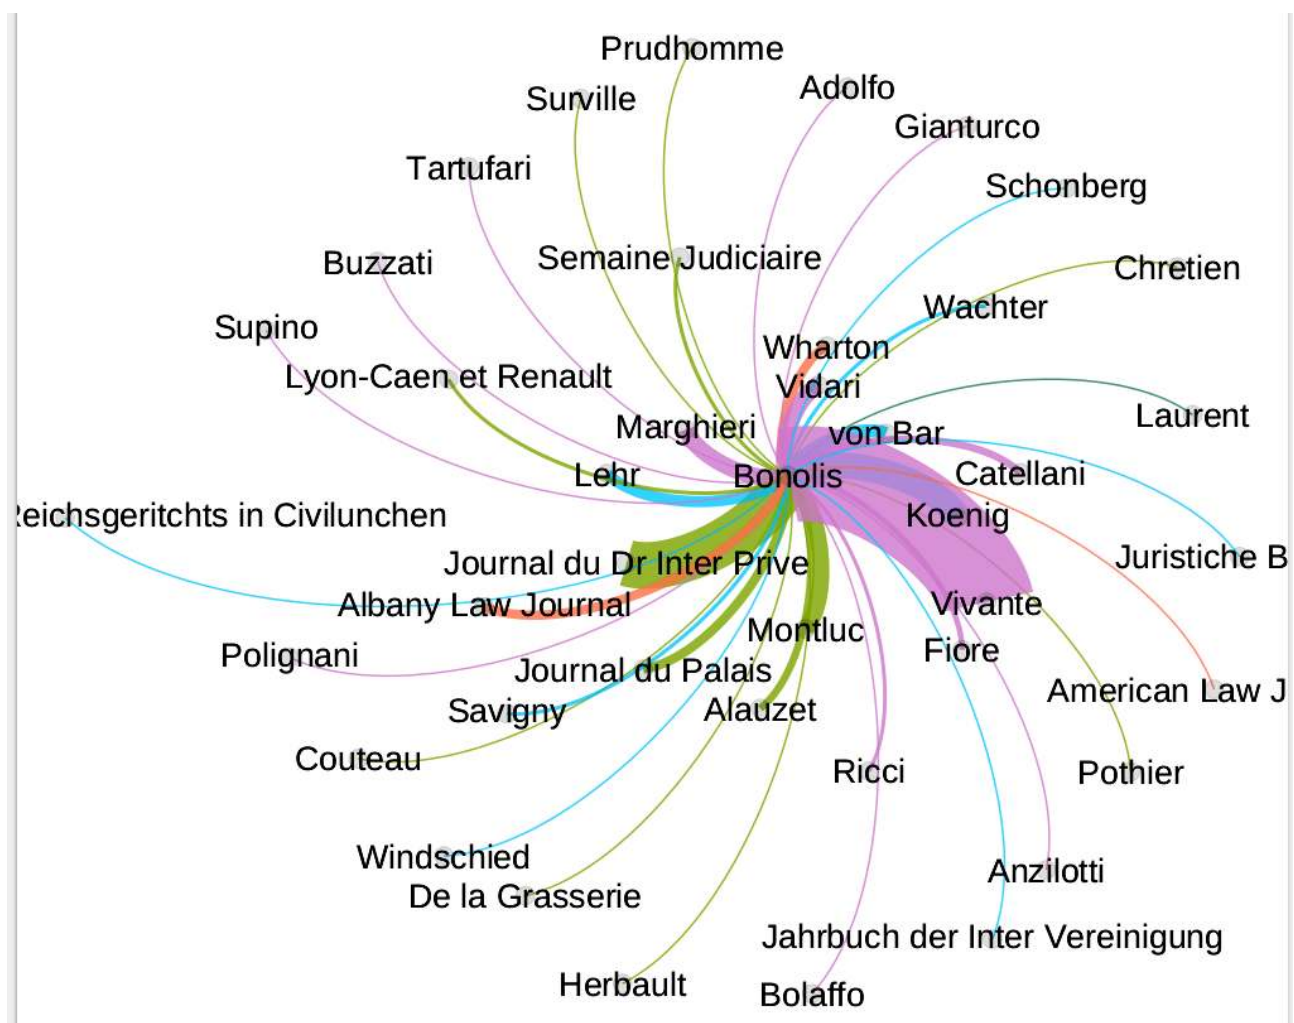 Prudhomme
Adolfo
Surville
Gianturco
Tartufari
Schonberg
Semaine Judiciaire
Buzzati
Chretien
Wachter
Supino
Wharton
Lyon-Caen et Renault
Vidari
Laurent
Marghieri
von Bar
Lehr
Bonolis
Catellani
Reichsgeritchts in Civilunchen
Koenig
Juristiche B
Journal du Dr Inter Prive
Albany Law Journal
Vivante
Montluc
Polignani
Fiore
Journal du Palais
American Law J
Savigny
Alauzet
Couteau
Ricci
Pothier
Windschied
Anzilotti
De la Grasserie
Jahrbuch der Inter Vereinigung
Herbault
Bolaffo